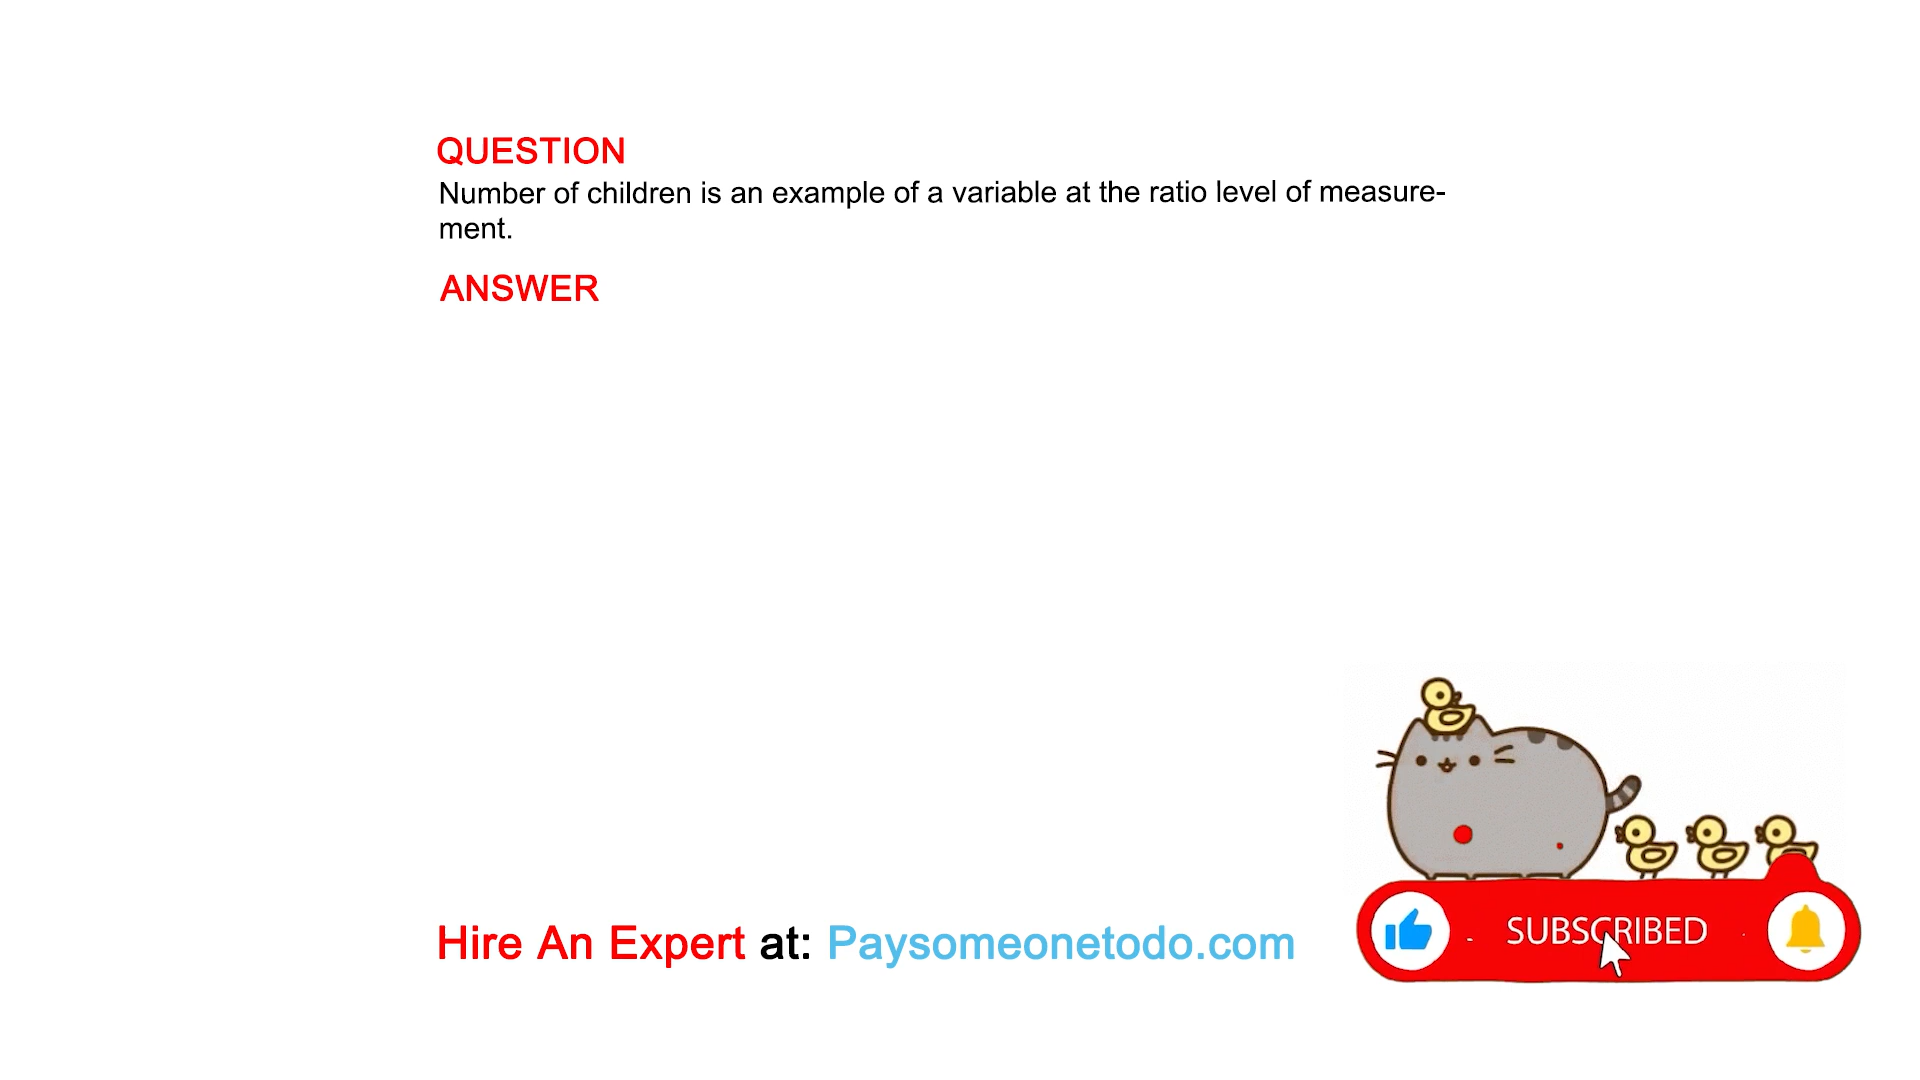 QUESTION
Number of children is an example of a variable at the ratio level of measure-
ment.
ANSWER
Hire An Expert at: Paysomeonetodo.com
SUBSCRIBED